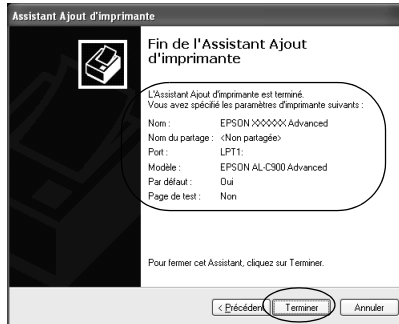 Assistant Ajout d'imprimante
Fin de l'Assistant Ajout
d'imprimante
L'Assistant Ajout d'imprimante est terminé.
Vous avez spécifié les paramètres d'imprimante suivants :
Nom : EPSON XXXXX Advanced
Nom du partage : <Non partagée>
Port : LPT1:
Modèle : EPSON AL-C900 Advanced
Par défaut : Oui
Page de test : Non
Pour fermer cet Assistant, cliquez sur Terminer.
< Précédent Terminer Annuler